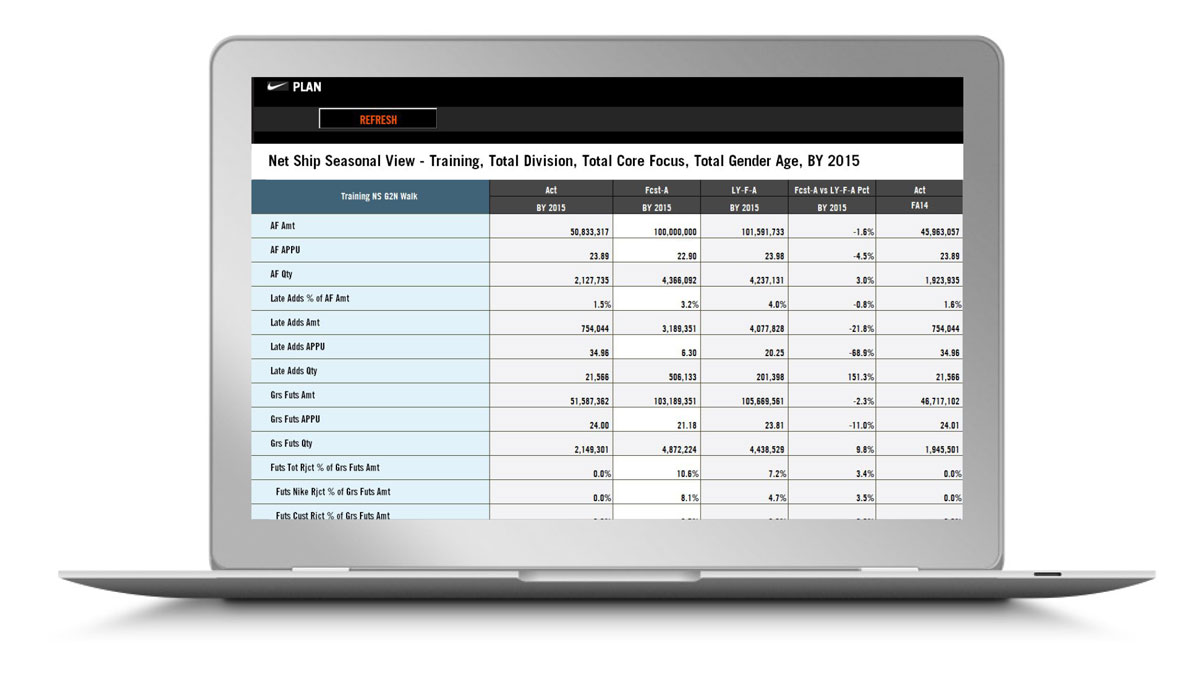 PLAN
REFRESH
Net Ship Seasonal View - Training, Total Division, Total Core Focus, Total Gender Age, BY 2015
Training NS G2N Walk Act Fcst-A LY-F-A Fcst-A vs LY-F-A Pct Act
BY 2015 BY 2015 BY 2015 BY 2015 FA14
AF Amt 50,833,317 100,000,000 101,591,733 -1.6% 45,963,057
AF APPU 23.89 22.90 23.98 -4.5% 23.89
AF Qty 2,127,735 4,366,092 4,237,131 3.0% 1,923,935
Late Adds % of AF Amt 1.5% 3.2% 4.0% -0.8% 1.6%
Late Adds Amt 754,044 3,189,351 4,077,828 -21.8% 754,044
Late Adds APPU 34.96 6.30 20.25 -68.9% 34.96
Late Adds Qty 21,566 506,133 201,398 151.3% 21,566
Grs Futs Amt 51,587,362 103,189,351 105,669,561 -2.3% 46,717,102
Grs Futs APPU 24.00 21.18 23.81 -11.0% 24.01
Grs Futs Qty 2,149,301 4,872,224 4,438,529 9.8% 1,945,501
Futs Tot Rjct % of Grs Futs Amt 0.0% 10.6% 7.2% 3.4% 0.0%
Futs Nike Rjct % of Grs Futs Amt 0.0% 8.1% 4.7% 3.5% 0.0%
Futs Cust Rjct % of Grs Futs Amt